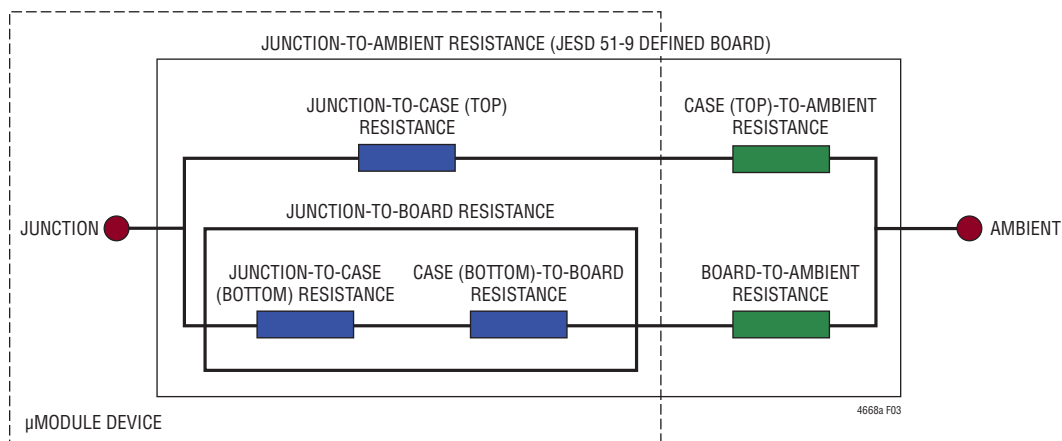 JUNCTION-TO-AMBIENT RESISTANCE (JESD 51-9 DEFINED BOARD)
JUNCTION-TO-CASE (TOP)
RESISTANCE
CASE (TOP)-TO-AMBIENT
RESISTANCE
JUNCTION-TO-BOARD RESISTANCE
JUNCTION
AMBIENT
JUNCTION-TO-CASE
(BOTTOM) RESISTANCE
CASE (BOTTOM)-TO-BOARD
RESISTANCE
BOARD-TO-AMBIENT
RESISTANCE
4668a F03
µMODULE DEVICE